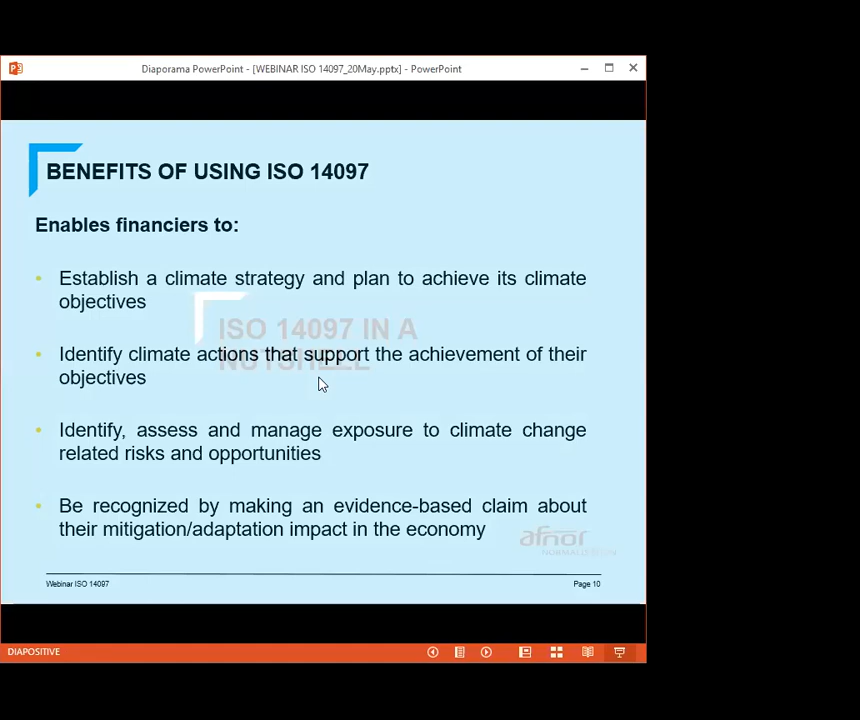 Diaporama PowerPoint - [WEBINAR ISO 14097_20May.pptx] - PowerPoint
BENEFITS OF USING ISO 14097
Enables financiers to:
• Establish a climate strategy and plan to achieve its climate
objectives
ISO 14097 IN A
NUTSHELL
• Identify climate actions that support the achievement of their
objectives
• Identify, assess and manage exposure to climate change
related risks and opportunities
• Be recognized by making an evidence-based claim about
their mitigation/adaptation impact in the economy
afnor
NORMALISATION
Webinar ISO 14097
Page 10
DIAPOSITIVE